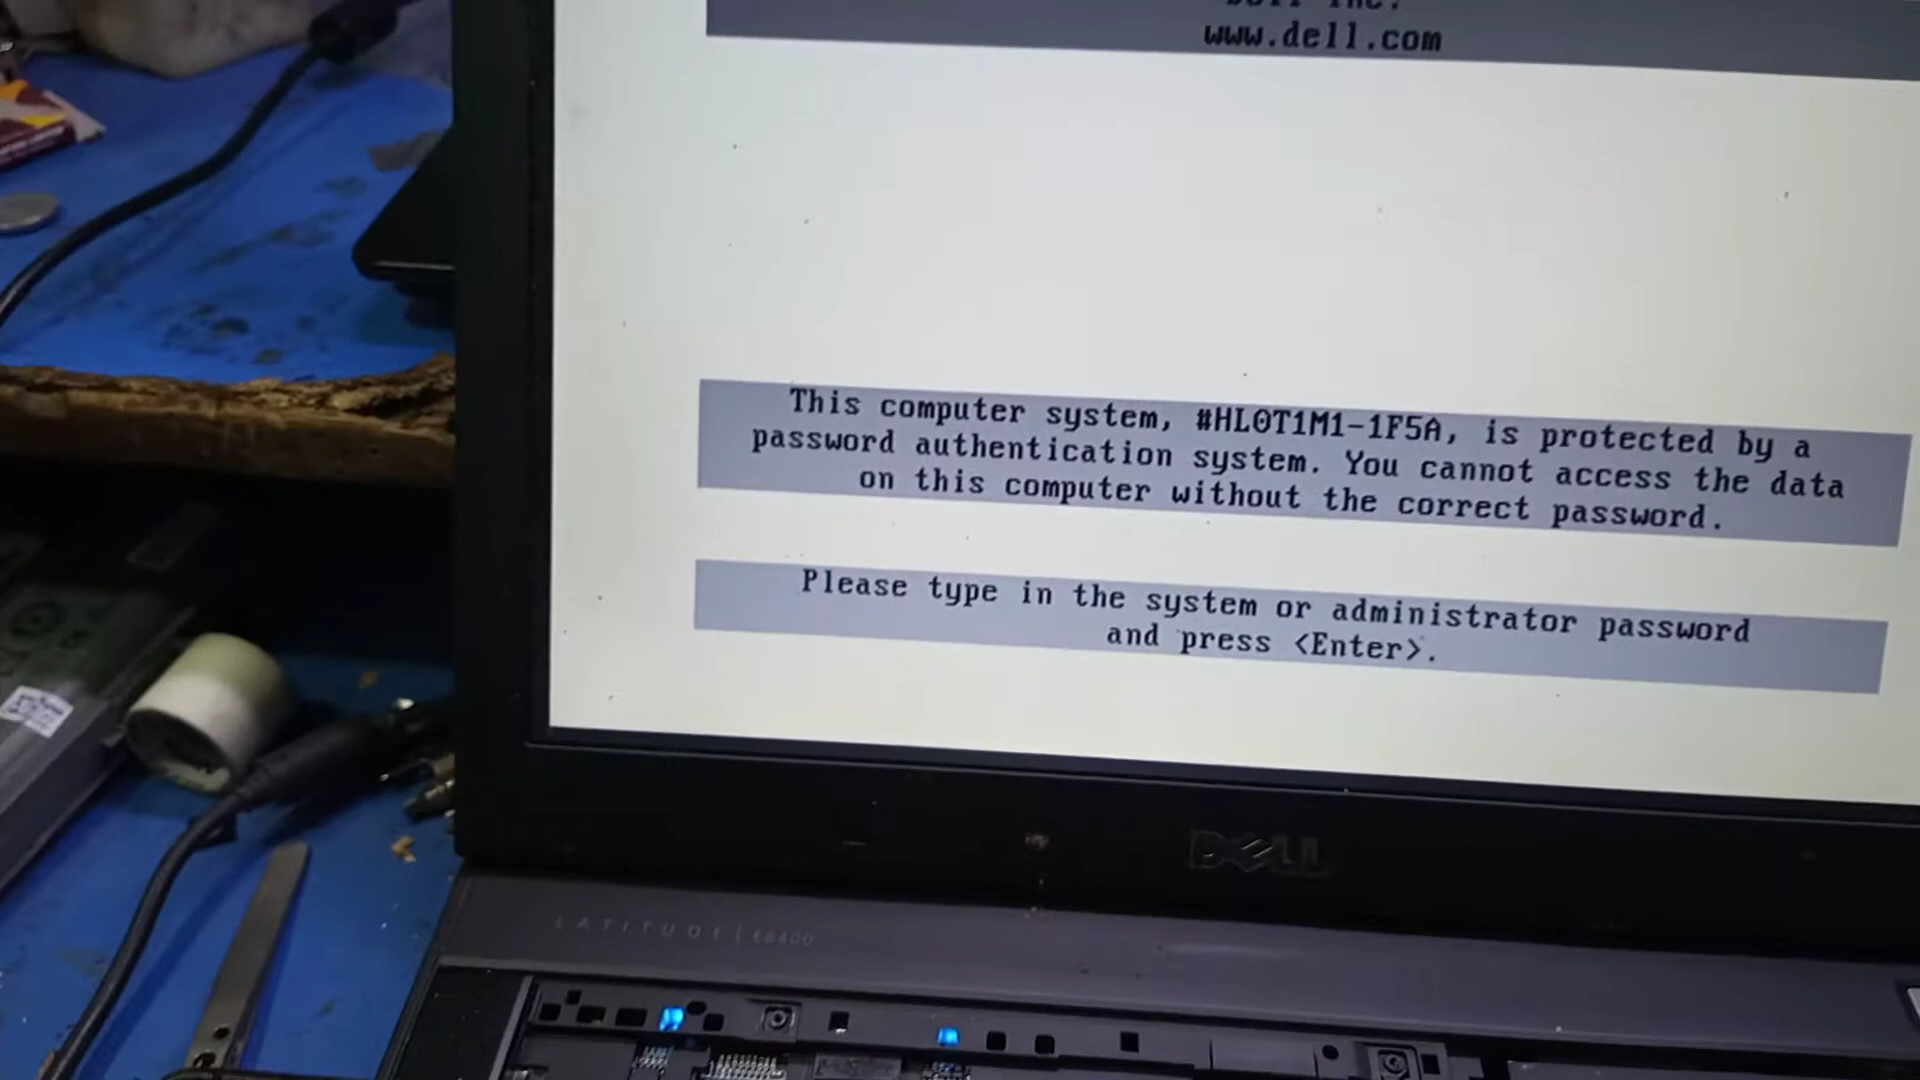 www.dell.com
This computer system, #HL0T1M1-1F5A, is protected by a
password authentication system. You cannot access the data
on this computer without the correct password.
Please type in the system or administrator password
and press <Enter>.
DELL
LATITUDE | E6400